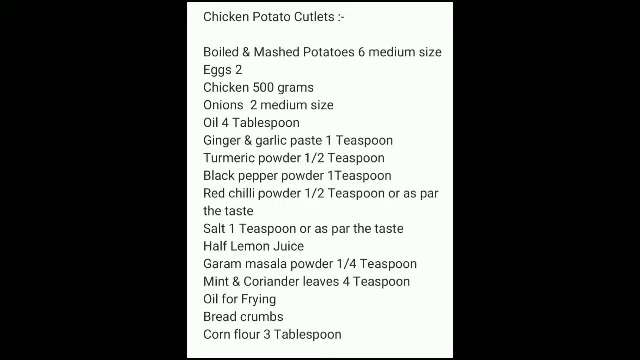 Chicken Potato Cutlets :-
Boiled & Mashed Potatoes 6 medium size
Eggs 2
Chicken 500 grams
Onions  2 medium size
Oil 4 Tablespoon
Ginger & garlic paste 1 Teaspoon
Turmeric powder 1/2 Teaspoon
Black pepper powder 1Teaspoon
Red chilli powder 1/2 Teaspoon or as par
the taste
Salt 1 Teaspoon or as par the taste
Half Lemon Juice
Garam masala powder 1/4 Teaspoon
Mint & Coriander leaves 4 Teaspoon
Oil for Frying
Bread crumbs
Corn flour 3 Tablespoon